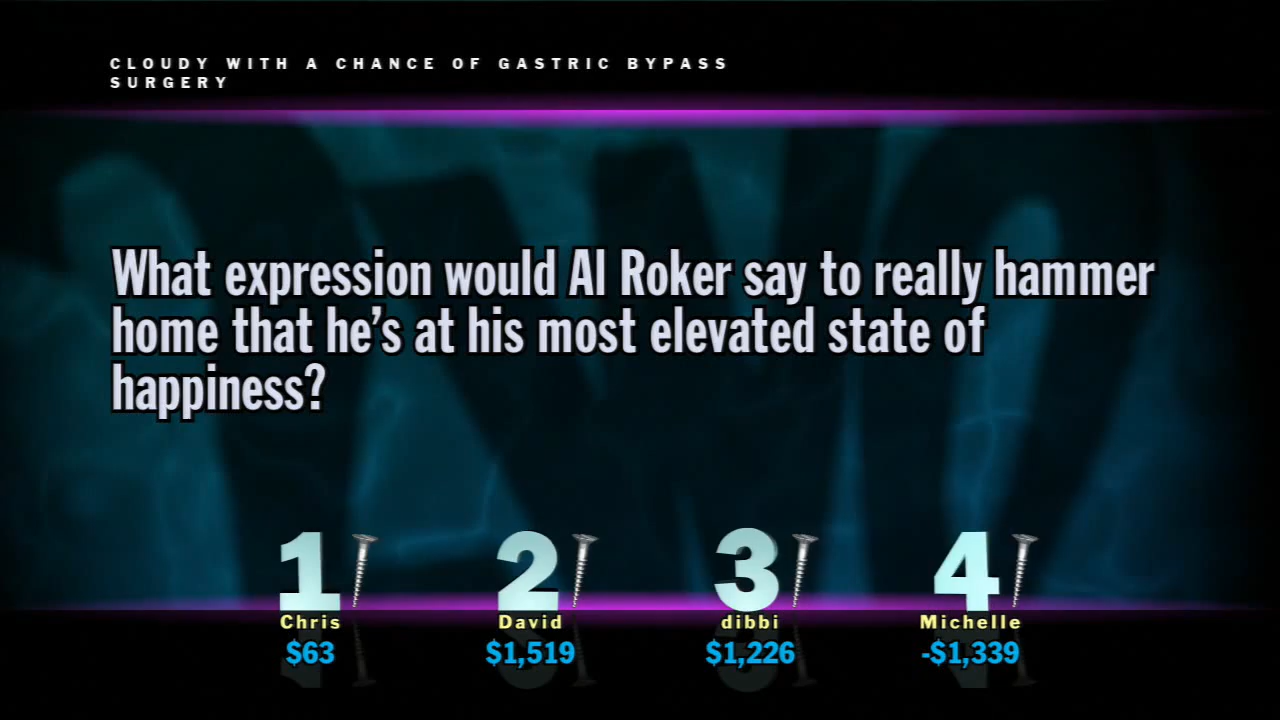 CLOUDY WITH A CHANCE OF GASTRIC BYPASS
SURGERY
What expression would Al Roker say to really hammer
home that he's at his most elevated state of
happiness?
1 2 3 4
Chris David dibbi Michelle
$63 $1,519 $1,226 -$1,339